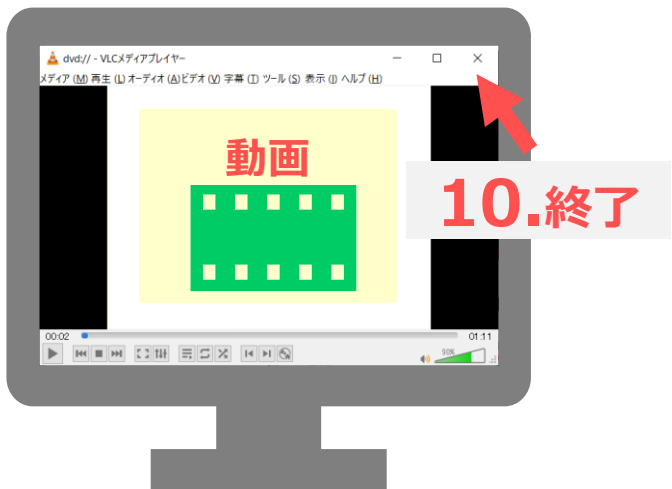 dvd:// - VLCメディアプレイヤー
メディア (M) 再生 (L) オーディオ (A)ビデオ (V) 字幕 (T) ツール (S) 表示 (I) ヘルプ (H)
動画
10.終了
00:02
01:11
90%